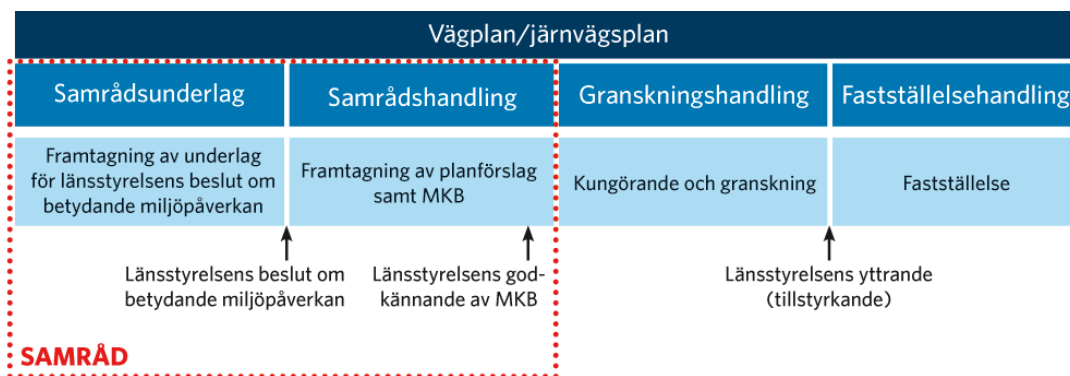 Vägplan/järnvägsplan
Samrådsunderlag
Samrådshandling
Granskningshandling
Fastställelsehandling
Framtagning av underlag
för länsstyrelsens beslut om
betydande miljöpåverkan
Framtagning av planförslag
samt MKB
Kungörande och granskning
Fastställelse
Länsstyrelsens beslut om
betydande miljöpåverkan
Länsstyrelsens god-
kännande av MKB
Länsstyrelsens yttrande
(tillstyrkande)
SAMRÅD